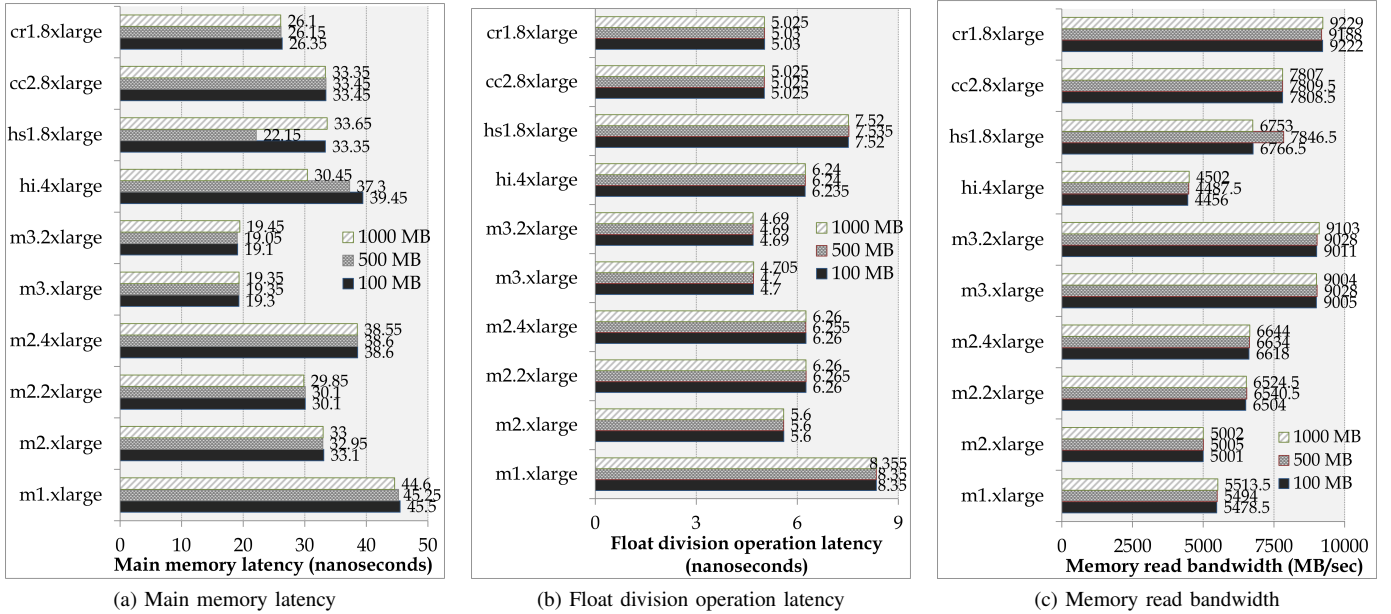 cr1.8xlarge
26.1
26.15
26.35
cc2.8xlarge
33.35
33.45
33.45
hs1.8xlarge
33.65
22.15
33.35
hi.4xlarge
30.45
37.3
39.45
m3.2xlarge
19.45
19.05
19.1
m3.xlarge
19.35
19.35
19.3
m2.4xlarge
38.55
38.6
38.6
m2.2xlarge
29.85
30.1
30.1
m2.xlarge
33
32.95
33.1
m1.xlarge
44.6
45.25
45.5
1000 MB
500 MB
100 MB
0 10 20 30 40 50
Main memory latency (nanoseconds)
(a) Main memory latency
cr1.8xlarge
5.025
5.03
5.03
cc2.8xlarge
5.025
5.025
5.025
hs1.8xlarge
7.52
7.535
7.52
hi.4xlarge
6.24
6.24
6.235
m3.2xlarge
4.69
4.69
4.69
m3.xlarge
4.705
4.7
4.7
m2.4xlarge
6.26
6.255
6.26
m2.2xlarge
6.26
6.265
6.26
m2.xlarge
5.6
5.6
5.6
m1.xlarge
8.355
8.35
8.35
1000 MB
500 MB
100 MB
0 3 6 9
Float division operation latency
(nanoseconds)
(b) Float division operation latency
cr1.8xlarge
9229
9188
9222
cc2.8xlarge
7807
7809.5
7808.5
hs1.8xlarge
6753
7846.5
6766.5
hi.4xlarge
4502
4487.5
4456
m3.2xlarge
9103
9028
9011
m3.xlarge
9004
9028
9005
m2.4xlarge
6644
6634
6618
m2.2xlarge
6524.5
6540.5
6504
m2.xlarge
5002
5005
5001
m1.xlarge
5513.5
5494
5478.5
1000 MB
500 MB
100 MB
0 2500 5000 7500 10000
Memory read bandwidth (MB/sec)
(c) Memory read bandwidth